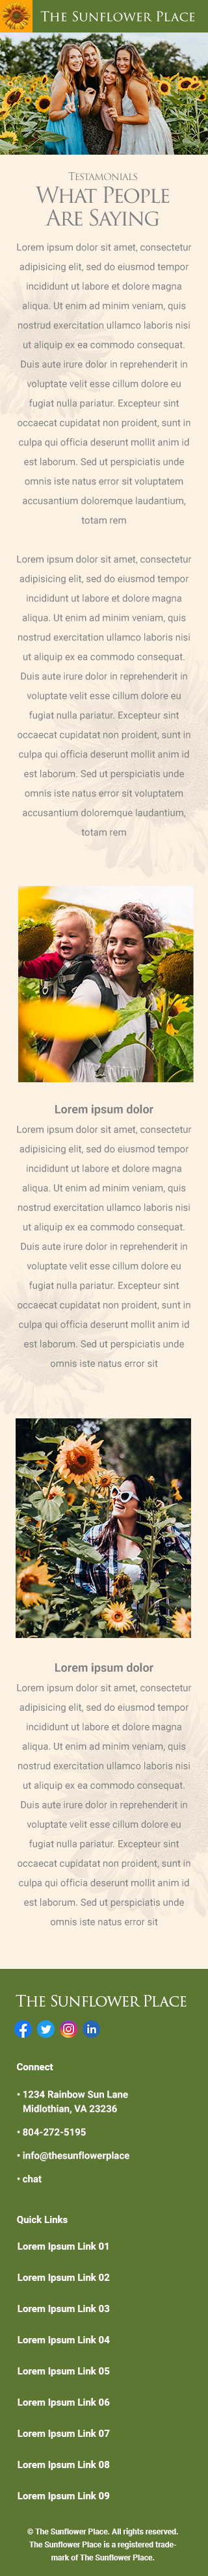 THE SUNFLOWER PLACE
TESTAMONIALS
WHAT PEOPLE
ARE SAYING
Lorem ipsum dolor sit amet, consectetur
adipisicing elit, sed do eiusmod tempor
incididunt ut labore et dolore magna
aliqua. Ut enim ad minim veniam, quis
nostrud exercitation ullamco laboris nisi
ut aliquip ex ea commodo consequat.
Duis aute irure dolor in reprehenderit in
voluptate velit esse cillum dolore eu
fugiat nulla pariatur. Excepteur sint
occaecat cupidatat non proident, sunt in
culpa qui officia deserunt mollit anim id
est laborum. Sed ut perspiciatis unde
omnis iste natus error sit voluptatem
accusantium doloremque laudantium,
totam rem
Lorem ipsum dolor sit amet, consectetur
adipisicing elit, sed do eiusmod tempor
incididunt ut labore et dolore magna
aliqua. Ut enim ad minim veniam, quis
nostrud exercitation ullamco laboris nisi
ut aliquip ex ea commodo consequat.
Duis aute irure dolor in reprehenderit in
voluptate velit esse cillum dolore eu
fugiat nulla pariatur. Excepteur sint
occaecat cupidatat non proident, sunt in
culpa qui officia deserunt mollit anim id
est laborum. Sed ut perspiciatis unde
omnis iste natus error sit voluptatem
accusantium doloremque laudantium,
totam rem
Lorem ipsum dolor
Lorem ipsum dolor sit amet, consectetur
adipisicing elit, sed do eiusmod tempor
incididunt ut labore et dolore magna
aliqua. Ut enim ad minim veniam, quis
nostrud exercitation ullamco laboris nisi
ut aliquip ex ea commodo consequat.
Duis aute irure dolor in reprehenderit in
voluptate velit esse cillum dolore eu
fugiat nulla pariatur. Excepteur sint
occaecat cupidatat non proident, sunt in
culpa qui officia deserunt mollit anim id
est laborum. Sed ut perspiciatis unde
omnis iste natus error sit
Lorem ipsum dolor
Lorem ipsum dolor sit amet, consectetur
adipisicing elit, sed do eiusmod tempor
incididunt ut labore et dolore magna
aliqua. Ut enim ad minim veniam, quis
nostrud exercitation ullamco laboris nisi
ut aliquip ex ea commodo consequat.
Duis aute irure dolor in reprehenderit in
voluptate velit esse cillum dolore eu
fugiat nulla pariatur. Excepteur sint
occaecat cupidatat non proident, sunt in
culpa qui officia deserunt mollit anim id
est laborum. Sed ut perspiciatis unde
omnis iste natus error sit
THE SUNFLOWER PLACE
Connect
• 1234 Rainbow Sun Lane
Midlothian, VA 23236
• 804-272-5195
• info@thesunflowerplace
• chat
Quick Links
Lorem Ipsum Link 01
Lorem Ipsum Link 02
Lorem Ipsum Link 03
Lorem Ipsum Link 04
Lorem Ipsum Link 05
Lorem Ipsum Link 06
Lorem Ipsum Link 07
Lorem Ipsum Link 08
Lorem Ipsum Link 09
© The Sunflower Place. All rights reserved.
The Sunflower Place is a registered trade-
mark of The Sunflower Place.